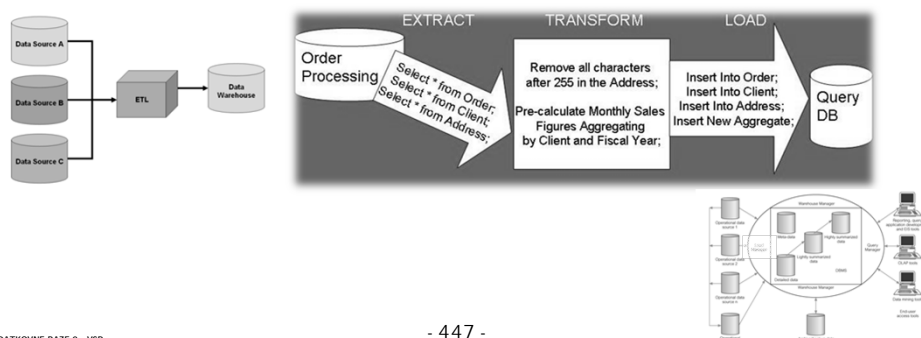 Data Source A
Data Source B
Data Source C
ETL
Data
Warehouse
EXTRACT
TRANSFORM
LOAD
Order
Processing
Select * from Order;
Select * from Client;
Select * from Address;
Remove all characters
after 255 in the Address;
Pre-calculate Monthly Sales
Figures Aggregating
by Client and Fiscal Year;
Insert Into Order;
Insert Into Client;
Insert Into Address;
Insert New Aggregate;
Query
DB
Warehouse Manager
Operational data
source 1
Operational data
source 2
Operational data
source n
Load
Manager
Meta-data
Highly summarized
data
Lightly summarized
data
Detailed data
DBMS
Warehouse Manager
Query
Manager
Reporting, query,
OLAP tools
Data mining
End-user
access tools
- 447 -